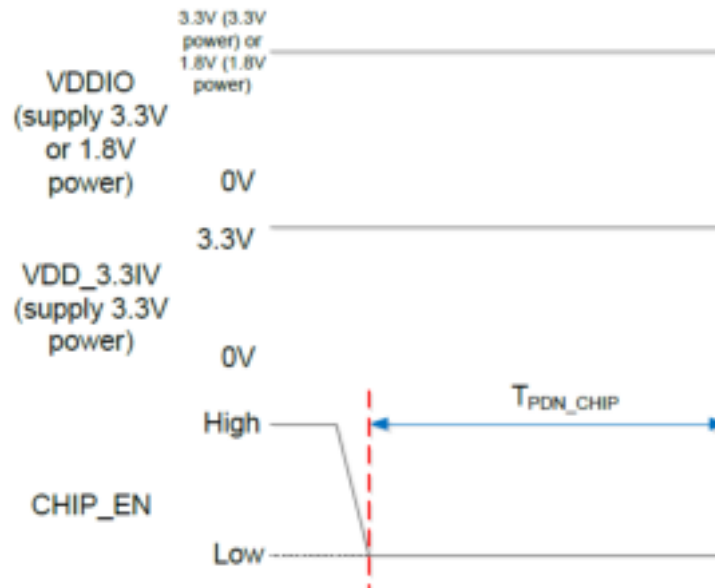 3.3V (3.3V
power) or
1.8V (1.8V
power)
VDDIO
(supply 3.3V
or 1.8V
power)
0V
3.3V
VDD_3.3IV
(supply 3.3V
power)
0V
TPDN_CHIP
High
CHIP_EN
Low